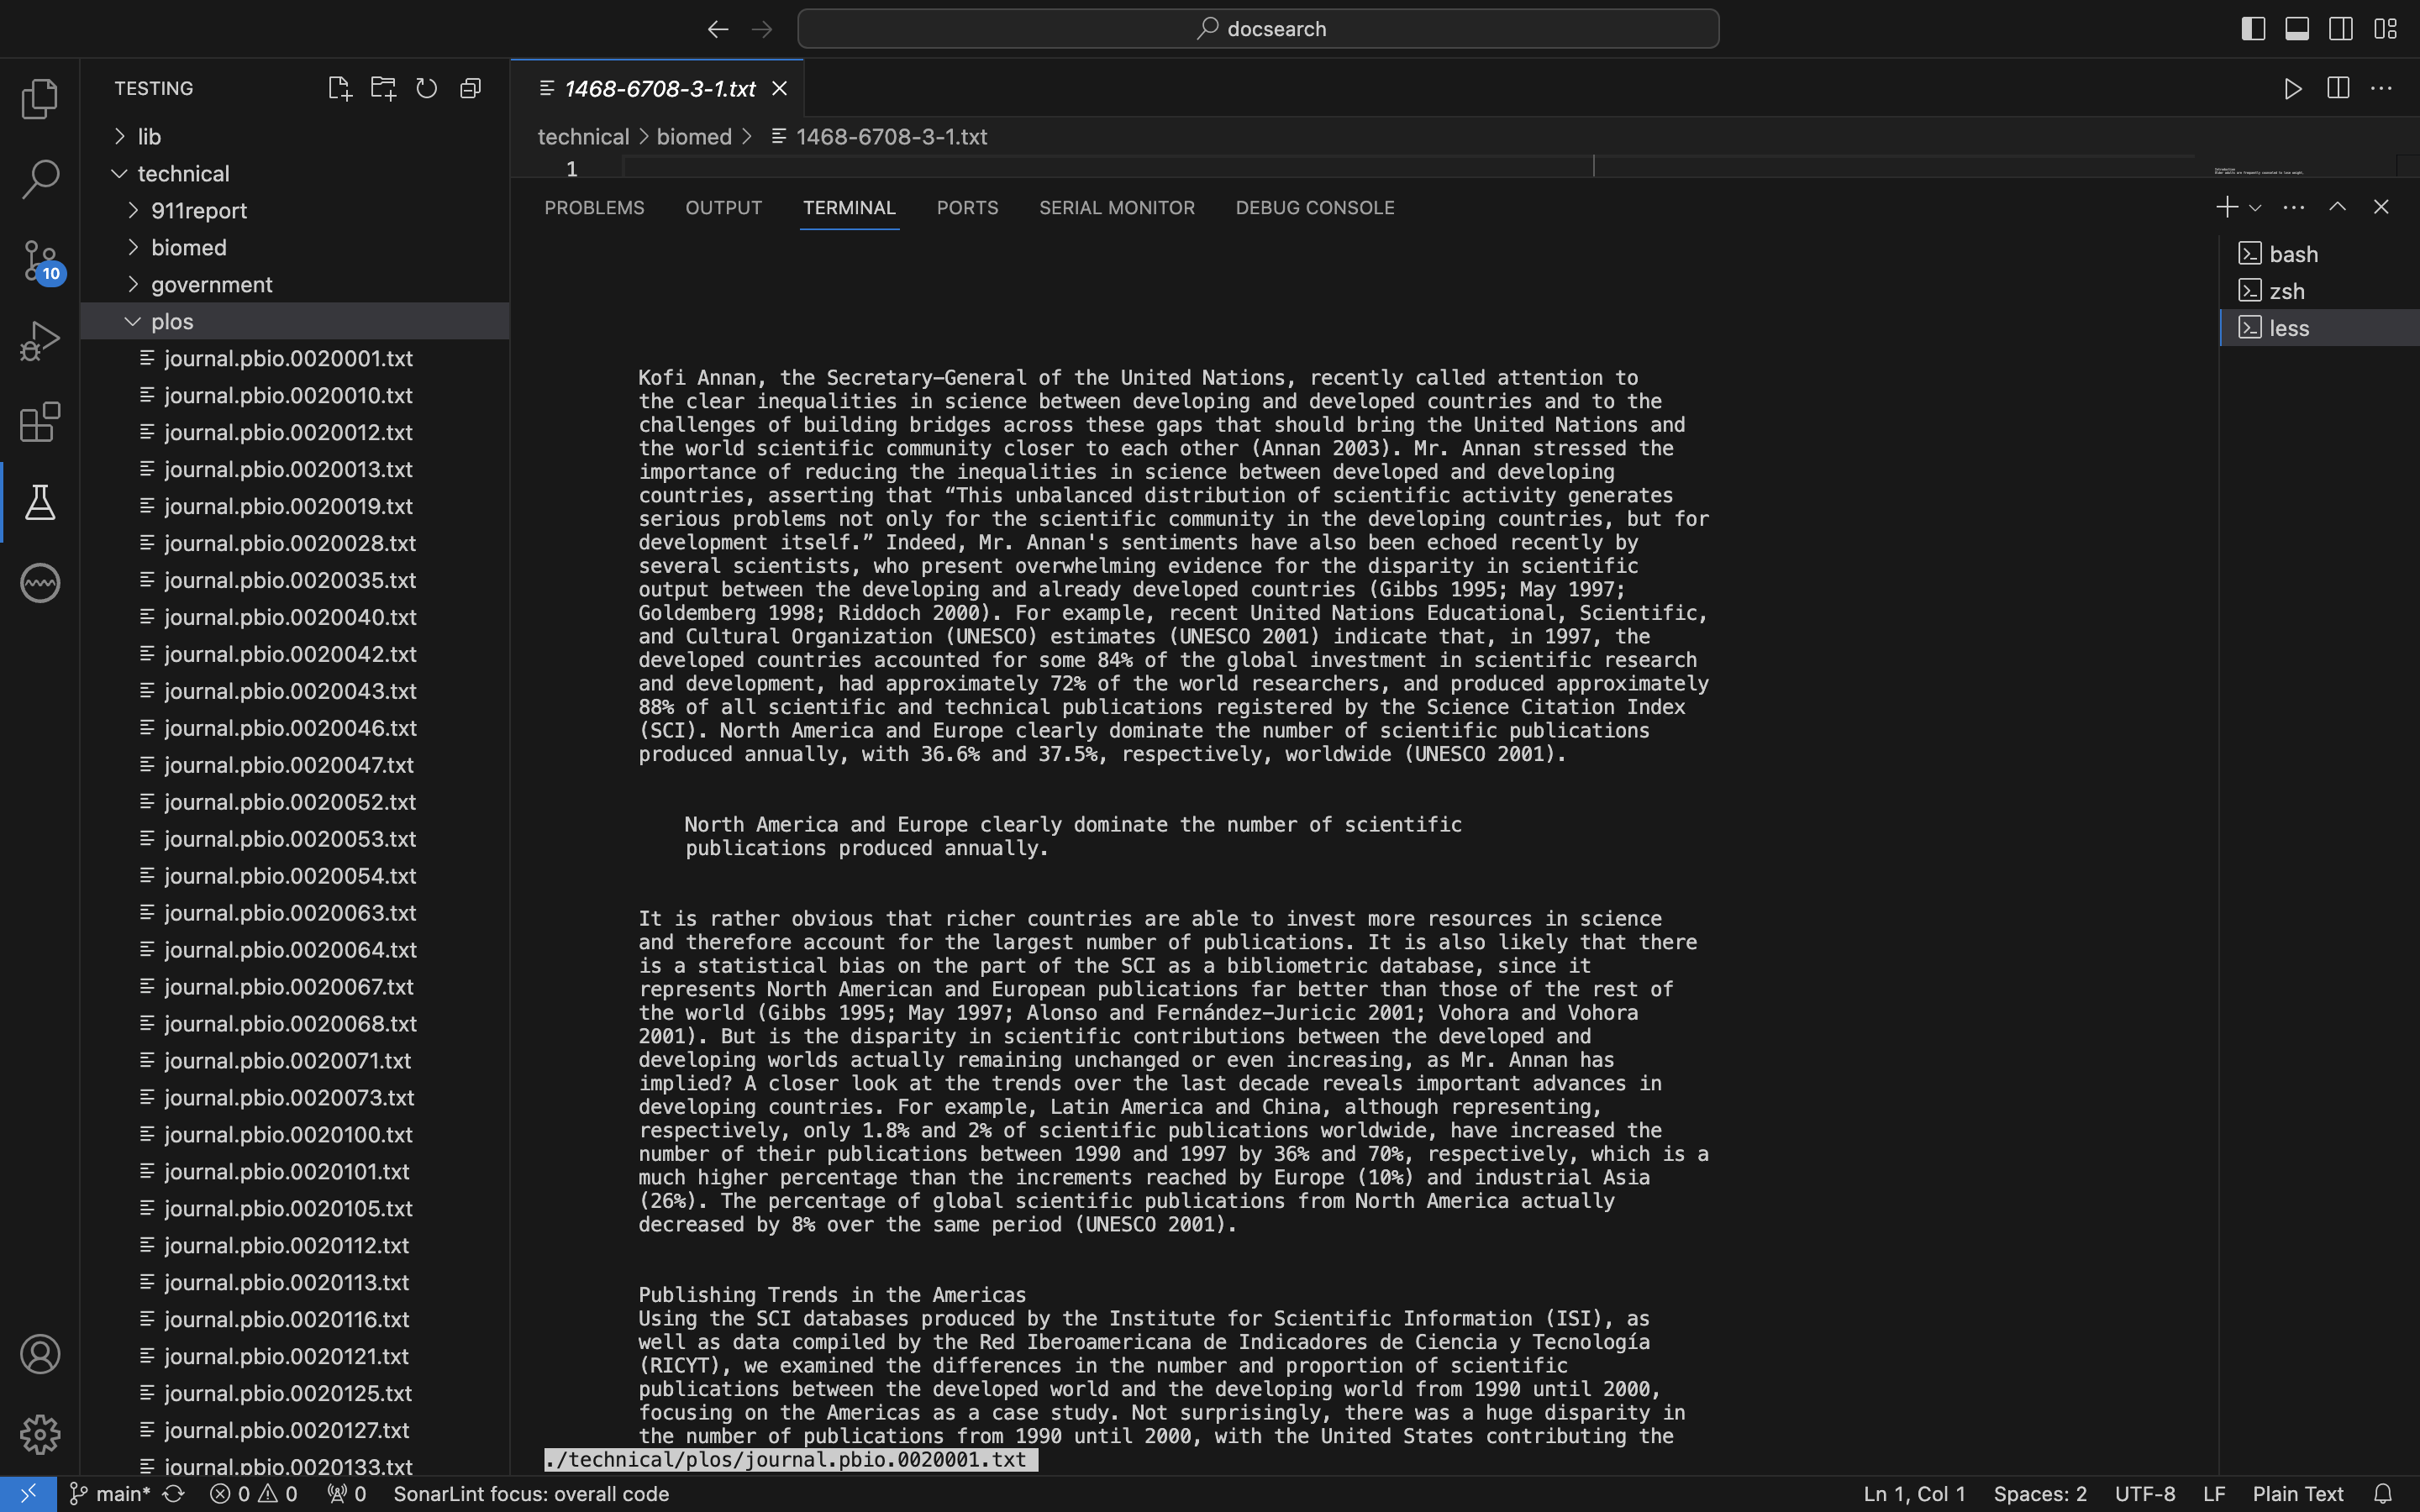 docsearch
TESTING
lib
technical
911report
biomed
government
plos
journal.pbio.0020001.txt
journal.pbio.0020010.txt
journal.pbio.0020012.txt
journal.pbio.0020013.txt
journal.pbio.0020019.txt
journal.pbio.0020028.txt
journal.pbio.0020035.txt
journal.pbio.0020040.txt
journal.pbio.0020042.txt
journal.pbio.0020043.txt
journal.pbio.0020046.txt
journal.pbio.0020047.txt
journal.pbio.0020052.txt
journal.pbio.0020053.txt
journal.pbio.0020054.txt
journal.pbio.0020063.txt
journal.pbio.0020064.txt
journal.pbio.0020067.txt
journal.pbio.0020068.txt
journal.pbio.0020071.txt
journal.pbio.0020073.txt
journal.pbio.0020100.txt
journal.pbio.0020101.txt
journal.pbio.0020105.txt
journal.pbio.0020112.txt
journal.pbio.0020113.txt
journal.pbio.0020116.txt
journal.pbio.0020121.txt
journal.pbio.0020125.txt
journal.pbio.0020127.txt
journal.pbio.0020133.txt
10
1468-6708-3-1.txt
technical > biomed > 1468-6708-3-1.txt
1
PROBLEMS OUTPUT TERMINAL PORTS SERIAL MONITOR DEBUG CONSOLE
bash
zsh
less
Kofi Annan, the Secretary-General of the United Nations, recently called attention to
the clear inequalities in science between developing and developed countries and to the
challenges of building bridges across these gaps that should bring the United Nations and
the world scientific community closer to each other (Annan 2003). Mr. Annan stressed the
importance of reducing the inequalities in science between developed and developing
countries, asserting that “This unbalanced distribution of scientific activity generates
serious problems not only for the scientific community in the developing countries, but for
development itself.” Indeed, Mr. Annan's sentiments have also been echoed recently by
several scientists, who present overwhelming evidence for the disparity in scientific
output between the developing and already developed countries (Gibbs 1995; May 1997;
Goldemberg 1998; Riddoch 2000). For example, recent United Nations Educational, Scientific,
and Cultural Organization (UNESCO) estimates (UNESCO 2001) indicate that, in 1997, the
developed countries accounted for some 84% of the global investment in scientific research
and development, had approximately 72% of the world researchers, and produced approximately
88% of all scientific and technical publications registered by the Science Citation Index
(SCI). North America and Europe clearly dominate the number of scientific publications
produced annually, with 36.6% and 37.5%, respectively, worldwide (UNESCO 2001).
North America and Europe clearly dominate the number of scientific
publications produced annually.
It is rather obvious that richer countries are able to invest more resources in science
and therefore account for the largest number of publications. It is also likely that there
is a statistical bias on the part of the SCI as a bibliometric database, since it
represents North American and European publications far better than those of the rest of
the world (Gibbs 1995; May 1997; Alonso and Fernández-Juricic 2001; Vohora and Vohora
2001). But is the disparity in scientific contributions between the developed and
developing worlds actually remaining unchanged or even increasing, as Mr. Annan has
implied? A closer look at the trends over the last decade reveals important advances in
developing countries. For example, Latin America and China, although representing,
respectively, only 1.8% and 2% of scientific publications worldwide, have increased the
number of their publications between 1990 and 1997 by 36% and 70%, respectively, which is a
much higher percentage than the increments reached by Europe (10%) and industrial Asia
(26%). The percentage of global scientific publications from North America actually
decreased by 8% over the same period (UNESCO 2001).
Publishing Trends in the Americas
Using the SCI databases produced by the Institute for Scientific Information (ISI), as
well as data compiled by the Red Iberoamericana de Indicadores de Ciencia y Tecnología
(RICYT), we examined the differences in the number and proportion of scientific
publications between the developed world and the developing world from 1990 until 2000,
focusing on the Americas as a case study. Not surprisingly, there was a huge disparity in
the number of publications from 1990 until 2000, with the United States contributing the
./technical/plos/journal.pbio.0020001.txt
main* 0 0 0 SonarLint focus: overall code Ln 1, Col 1 Spaces: 2 UTF-8 LF Plain Text